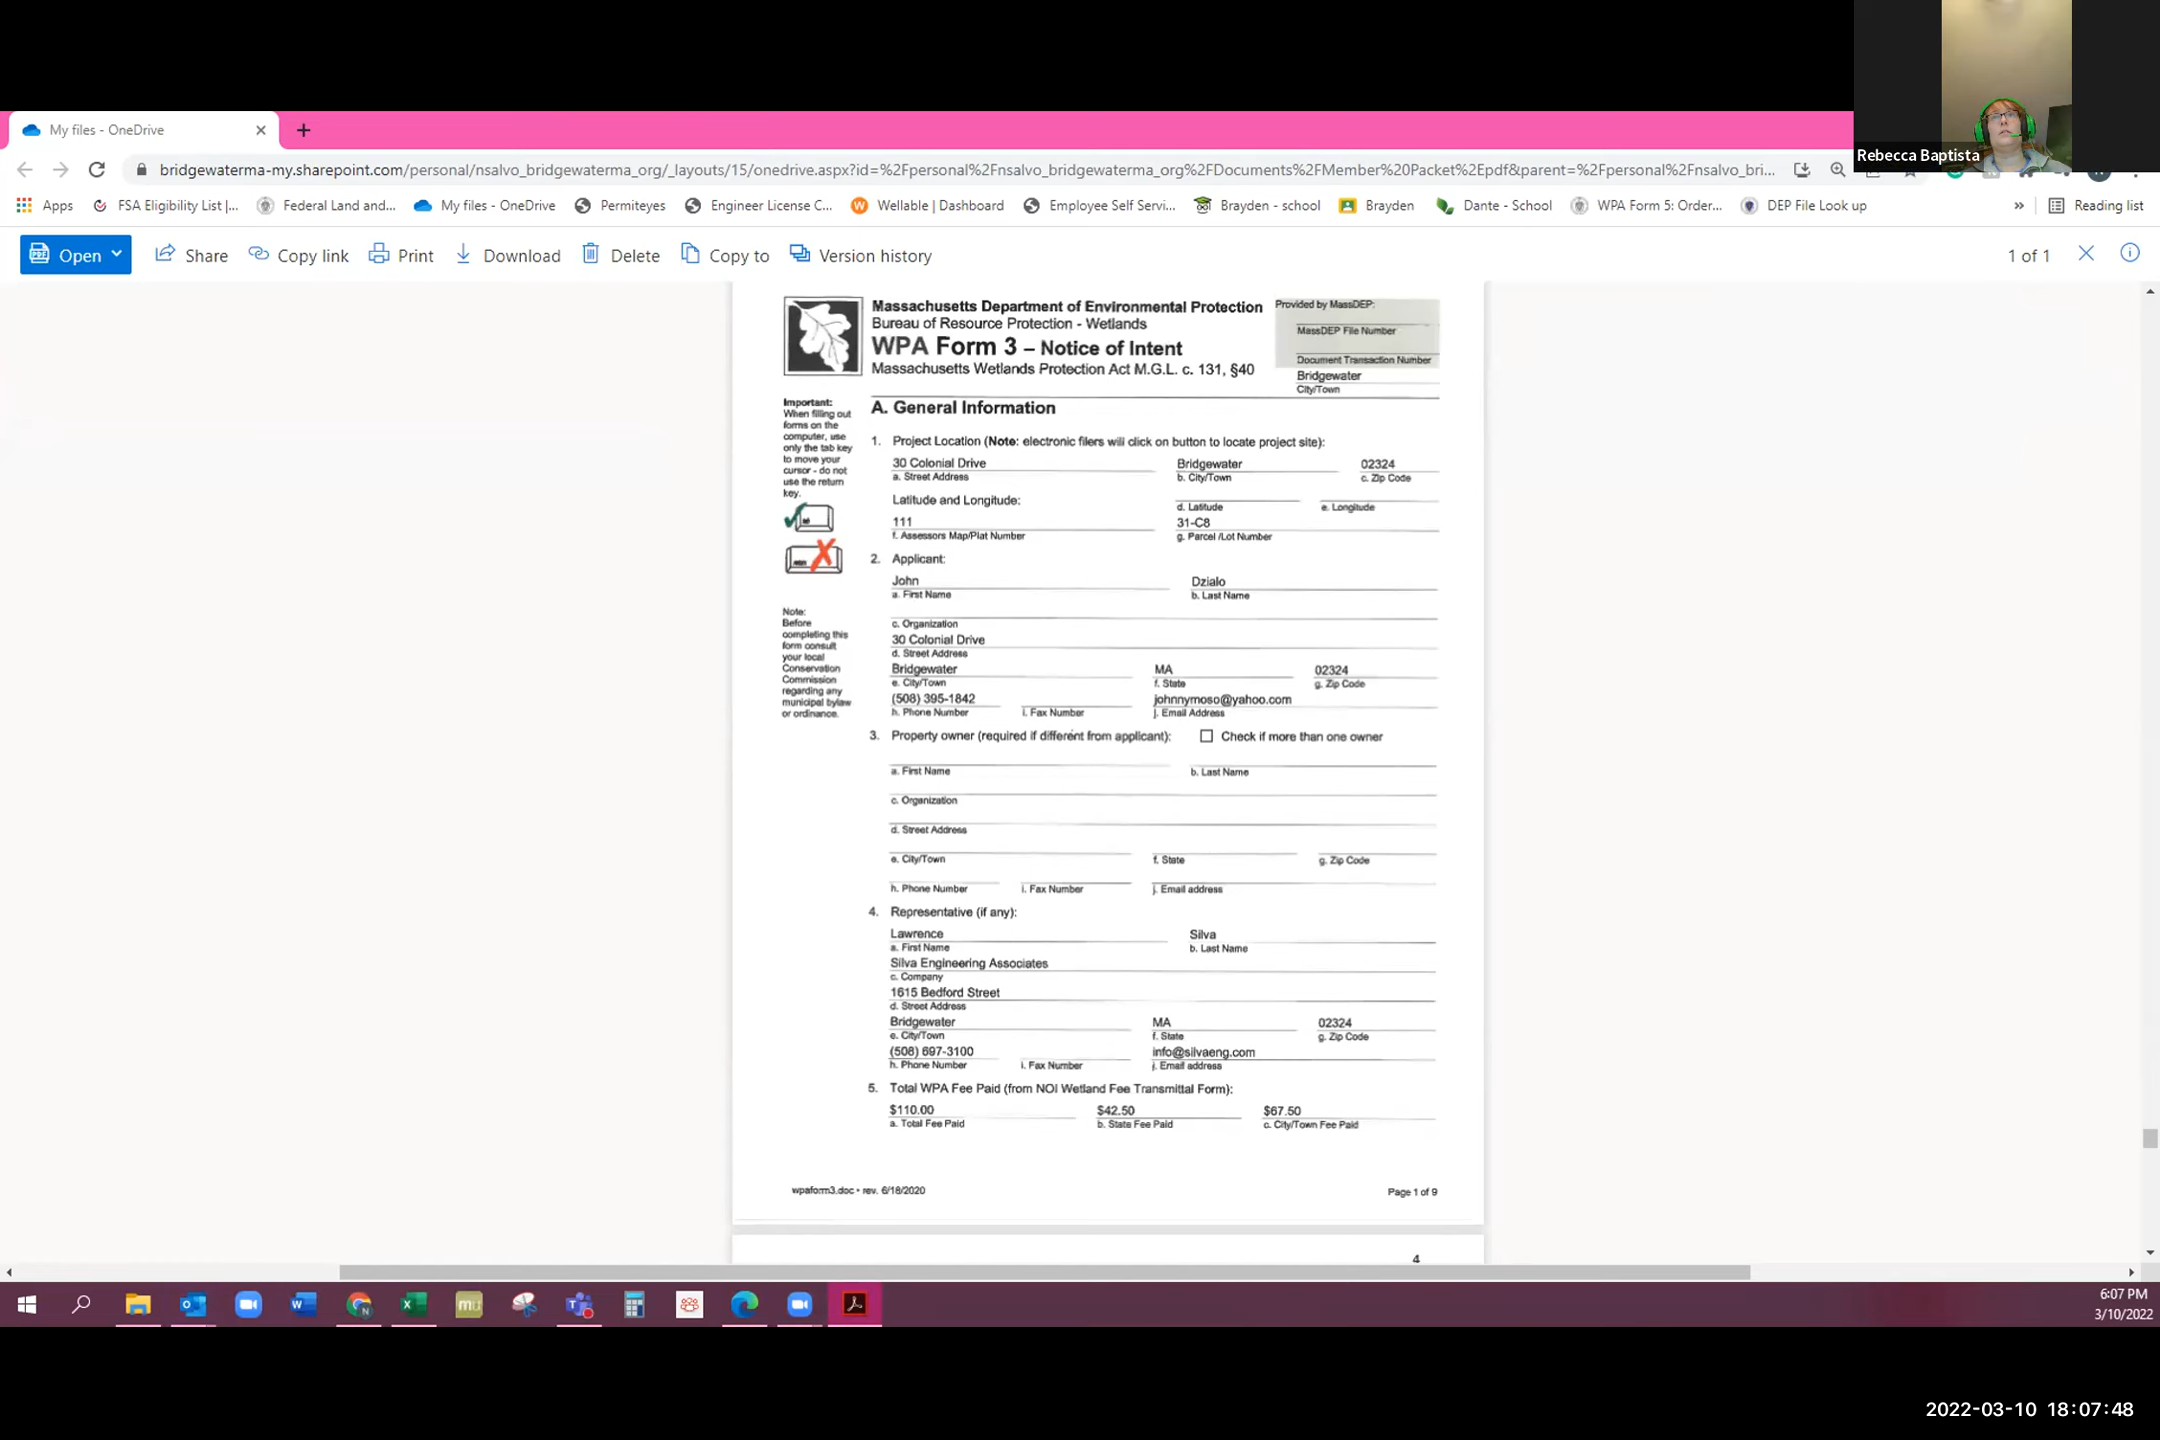 Rebecca Baptista
My files - OneDrive
bridgewaterma-my.sharepoint.com/personal/nsalvo_bridgewaterma_org/_layouts/15/onedrive.aspx?id=%2Fpersonal%2Fnsalvo_bridgewaterma_org%2FDocuments%2FMember%20Packet%2Epdf&parent=%2Fpersonal%2Fnsalvo_bri...
Apps FSA Eligibility List |... Federal Land and... My files - OneDrive Permiteyes Engineer License C... Wellable | Dashboard Employee Self Servi... Brayden - school Brayden Dante - School WPA Form 5: Order... DEP File Look up » Reading list
Open Share Copy link Print Download Delete Copy to Version history 1 of 1
Massachusetts Department of Environmental Protection
Bureau of Resource Protection - Wetlands
WPA Form 3 – Notice of Intent
Massachusetts Wetlands Protection Act M.G.L. c. 131, §40
Provided by MassDEP:
MassDEP File Number
Document Transaction Number
Bridgewater
City/Town
Important:
When filling out
forms on the
computer, use
only the tab key
to move your
cursor - do not
use the return
key.
Note:
Before
completing this
form consult
your local
Conservation
Commission
regarding any
municipal bylaw
or ordinance.
A. General Information
1. Project Location (Note: electronic filers will click on button to locate project site):
30 Colonial Drive Bridgewater 02324
a. Street Address b. City/Town c. Zip Code
Latitude and Longitude:
d. Latitude e. Longitude
111 31-C8
f. Assessors Map/Plat Number g. Parcel /Lot Number
2. Applicant:
John Dzialo
a. First Name b. Last Name
c. Organization
30 Colonial Drive
d. Street Address
Bridgewater MA 02324
e. City/Town f. State g. Zip Code
(508) 395-1842 johnnymoso@yahoo.com
h. Phone Number i. Fax Number j. Email Address
3. Property owner (required if different from applicant): Check if more than one owner
a. First Name b. Last Name
c. Organization
d. Street Address
e. City/Town f. State g. Zip Code
h. Phone Number i. Fax Number j. Email address
4. Representative (if any):
Lawrence Silva
a. First Name b. Last Name
Silva Engineering Associates
c. Company
1615 Bedford Street
d. Street Address
Bridgewater MA 02324
e. City/Town f. State g. Zip Code
(508) 697-3100 info@silvaeng.com
h. Phone Number i. Fax Number j. Email address
5. Total WPA Fee Paid (from NOI Wetland Fee Transmittal Form):
$110.00 $42.50 $67.50
a. Total Fee Paid b. State Fee Paid c. City/Town Fee Paid
wpaform3.doc • rev. 6/18/2020 Page 1 of 9
4
6:07 PM
3/10/2022
2022-03-10 18:07:48